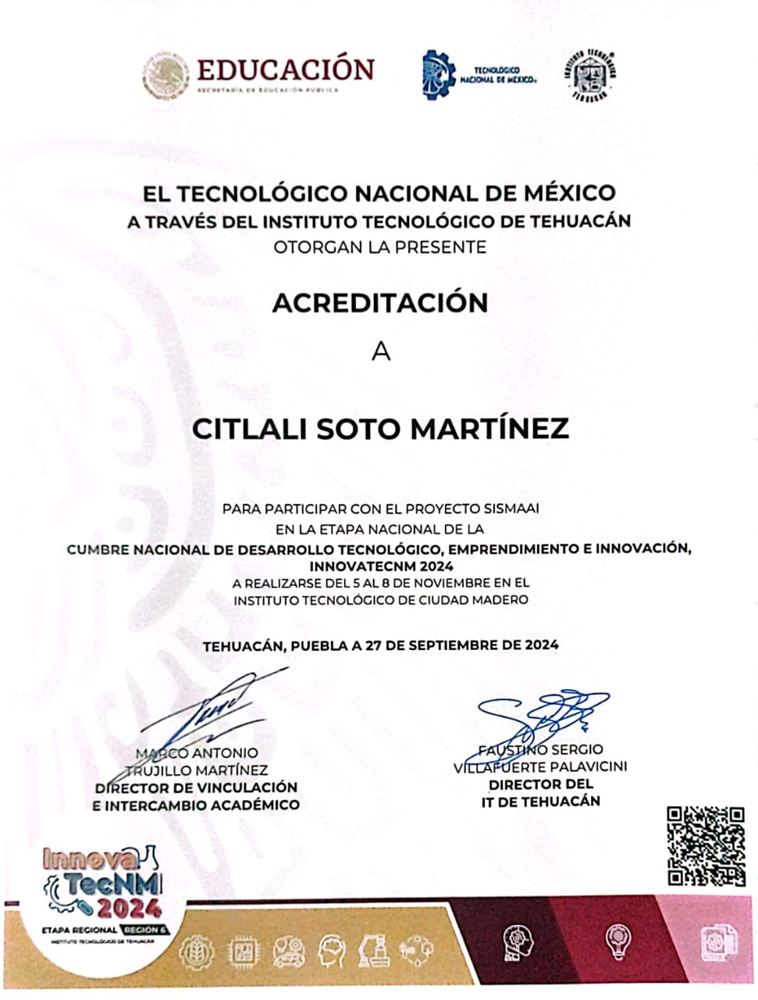 EDUCACIÓN
SECRETARÍA DE EDUCACIÓN PÚBLICA
TECNOLÓGICO
NACIONAL DE MÉXICO®
INSTITUTO TECNOLÓGICO
TEHUACÁN
EL TECNOLÓGICO NACIONAL DE MÉXICO
A TRAVÉS DEL INSTITUTO TECNOLÓGICO DE TEHUACÁN
OTORGAN LA PRESENTE
ACREDITACIÓN
A
CITLALI SOTO MARTÍNEZ
PARA PARTICIPAR CON EL PROYECTO SISMAAI
EN LA ETAPA NACIONAL DE LA
CUMBRE NACIONAL DE DESARROLLO TECNOLÓGICO, EMPRENDIMIENTO E INNOVACIÓN,
INNOVATECNM 2024
A REALIZARSE DEL 5 AL 8 DE NOVIEMBRE EN EL
INSTITUTO TECNOLÓGICO DE CIUDAD MADERO
TEHUACÁN, PUEBLA A 27 DE SEPTIEMBRE DE 2024
MARCO ANTONIO
TRUJILLO MARTÍNEZ
DIRECTOR DE VINCULACIÓN
E INTERCAMBIO ACADÉMICO
FAUSTINO SERGIO
VILLAFUERTE PALAVICINI
DIRECTOR DEL
IT DE TEHUACÁN
Innova
TecNM
2024
ETAPA REGIONAL REGIÓN 6
INSTITUTO TECNOLÓGICO DE TEHUACÁN